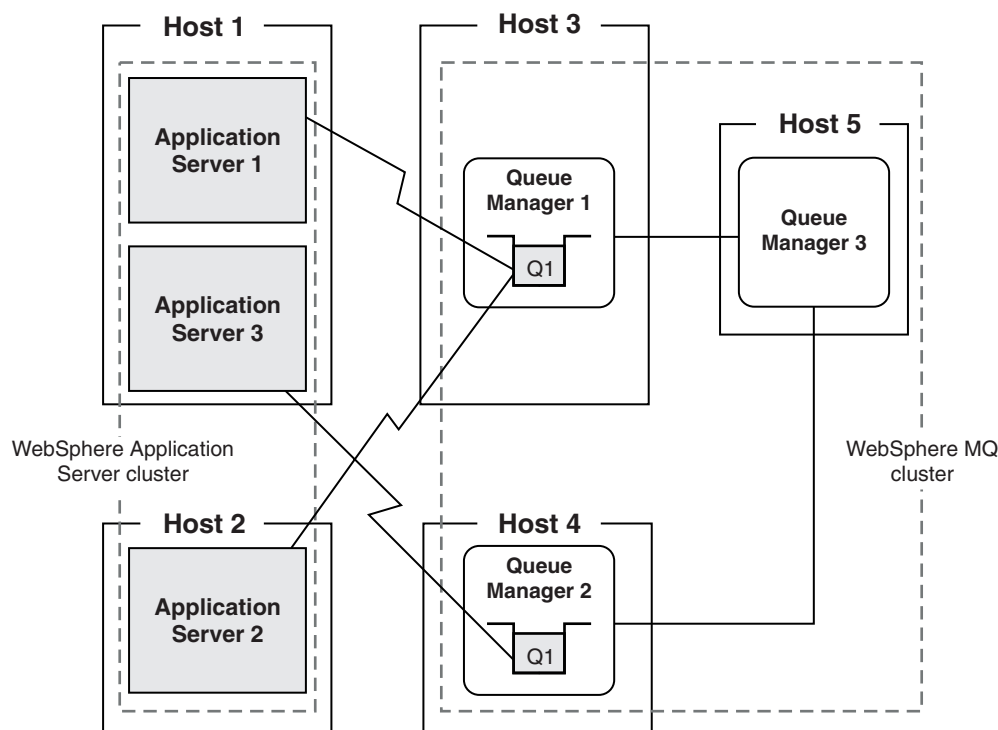 Host 1
Application
Server 1
Application
Server 3
WebSphere Application
Server cluster
Host 2
Application
Server 2
Host 3
Queue
Manager 1
Q1
Host 4
Queue
Manager 2
Q1
Host 5
Queue
Manager 3
WebSphere MQ
cluster